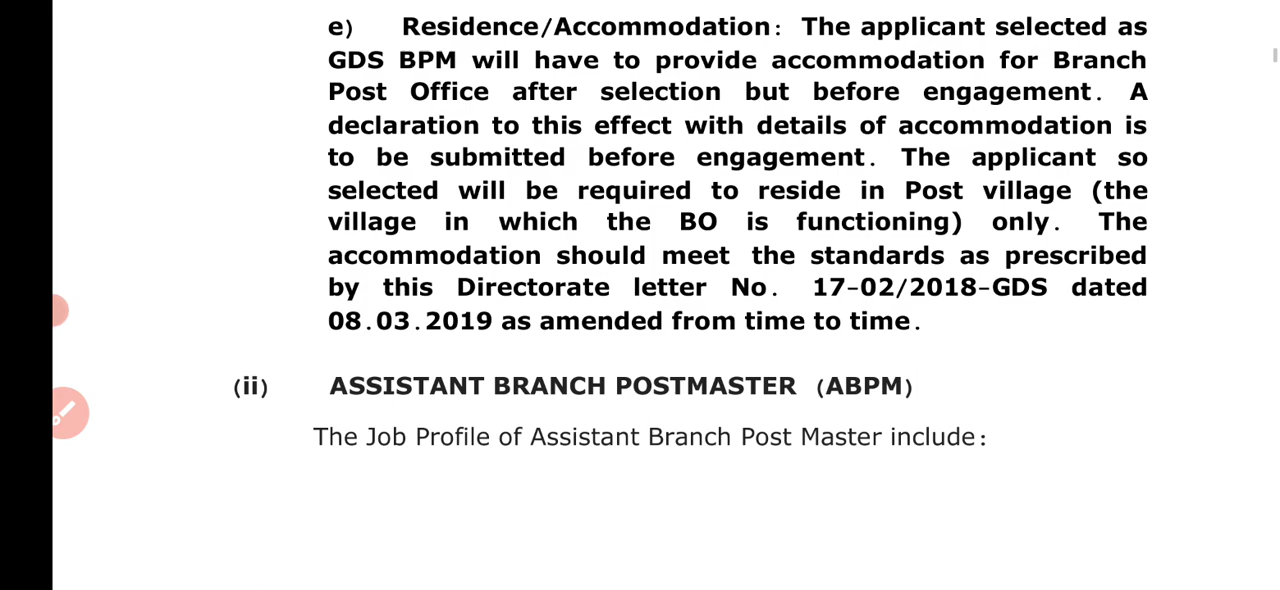 e) Residence/Accommodation: The applicant selected as
GDS BPM will have to provide accommodation for Branch
Post Office after selection but before engagement. A
declaration to this effect with details of accommodation is
to be submitted before engagement. The applicant so
selected will be required to reside in Post village (the
village in which the BO is functioning) only. The
accommodation should meet the standards as prescribed
by this Directorate letter No. 17-02/2018-GDS dated
08.03.2019 as amended from time to time.
(ii) ASSISTANT BRANCH POSTMASTER (ABPM)
The Job Profile of Assistant Branch Post Master include: